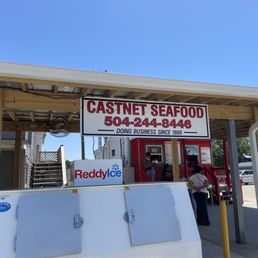 CASTNET SEAFOOD
504-244-8446
DOING BUSINESS SINCE 1988
ReddyIce